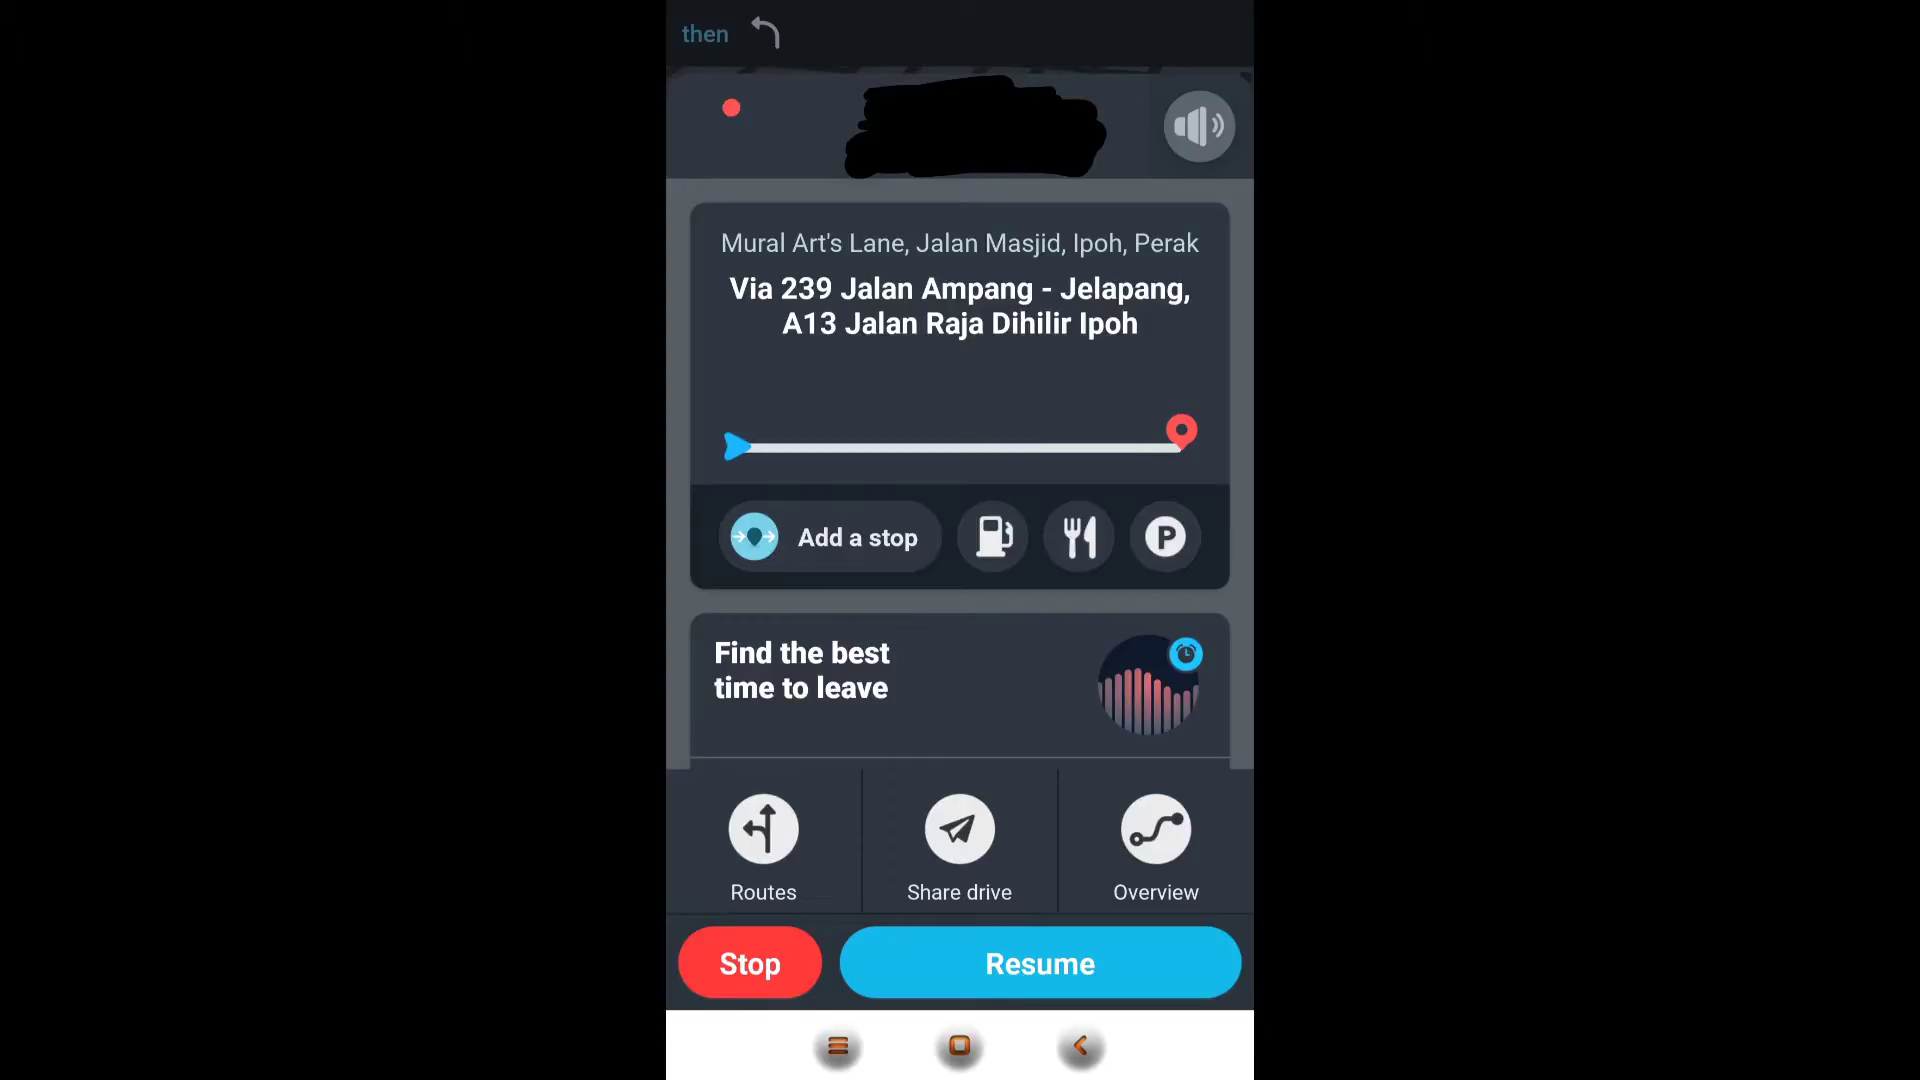 then
Mural Art's Lane, Jalan Masjid, Ipoh, Perak
Via 239 Jalan Ampang - Jelapang,
A13 Jalan Raja Dihilir Ipoh
Add a stop
P
Find the best
time to leave
Routes
Share drive
Overview
Stop
Resume